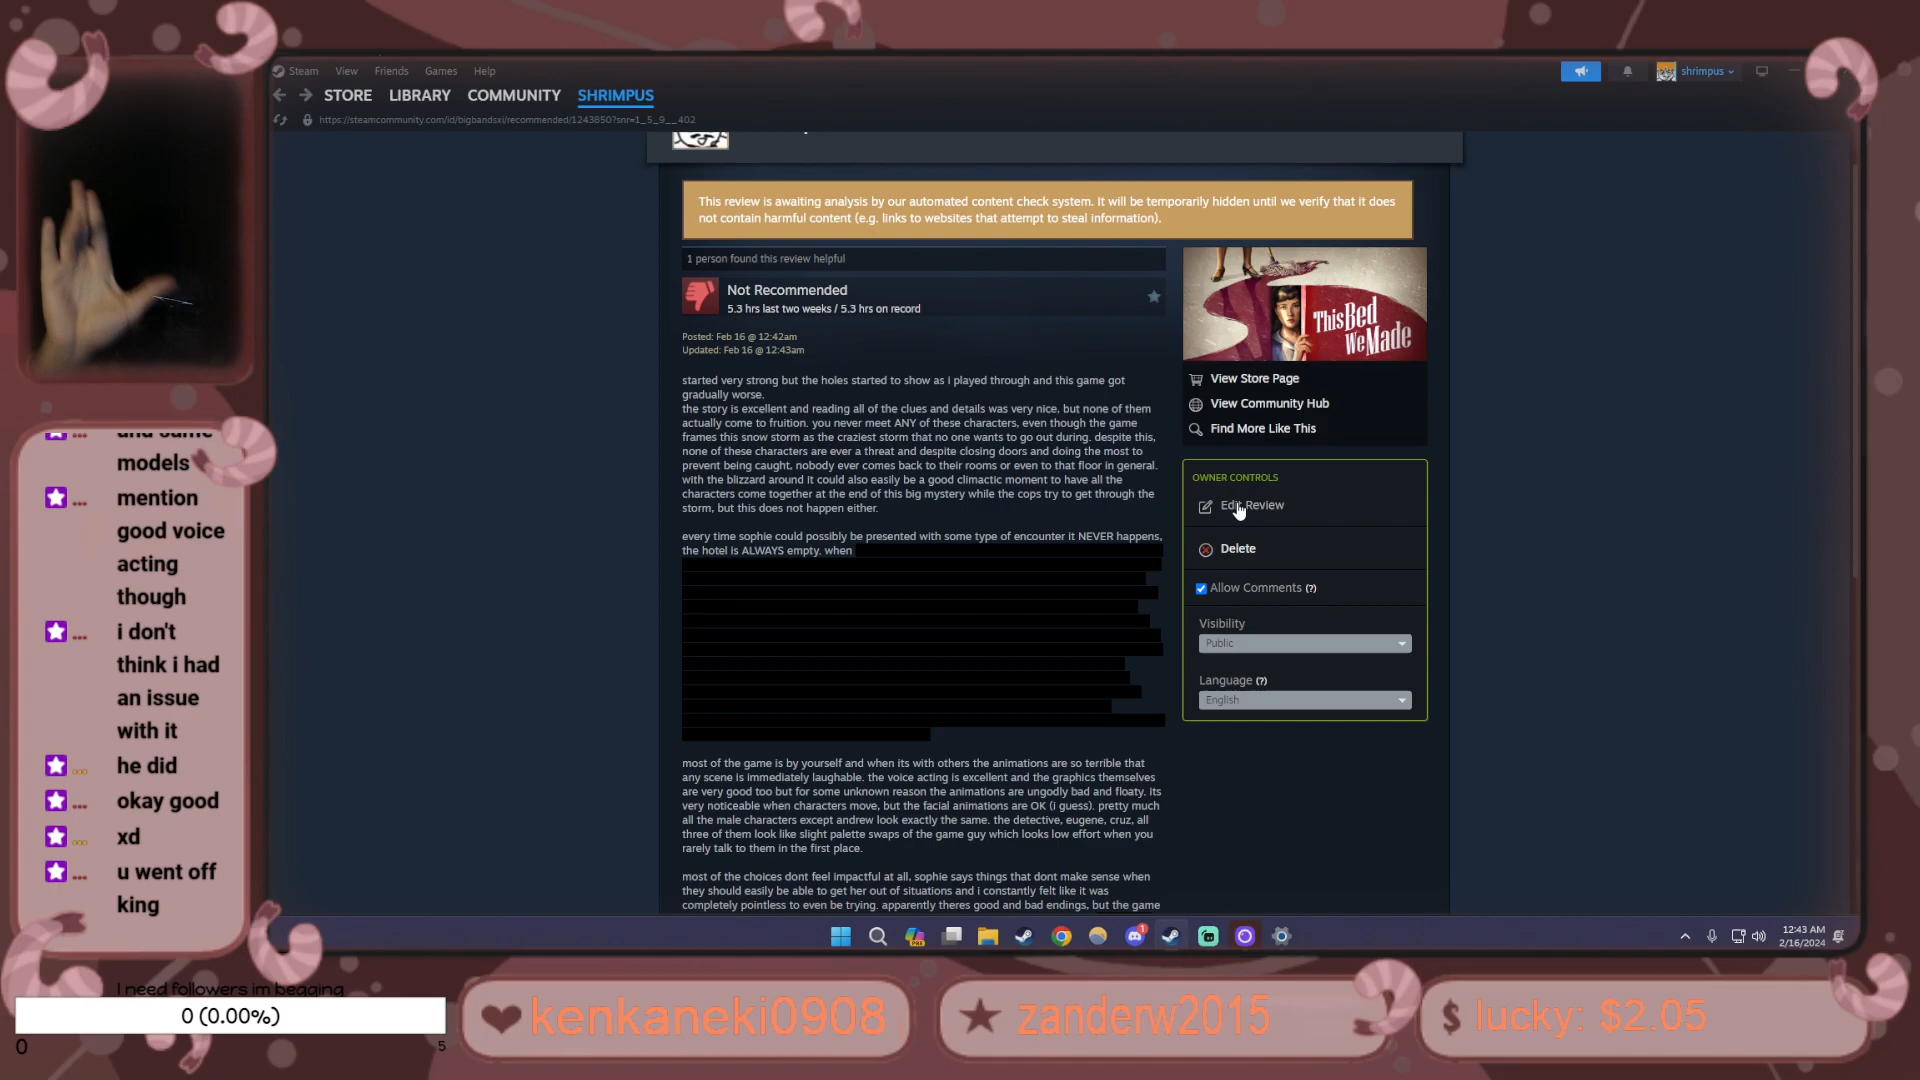 Steam View Friends Games Help
shrimpus
STORE LIBRARY COMMUNITY SHRIMPUS
https://steamcommunity.com/id/bigbandsxi/recommended/1243850?snr=1_5_9__402
This review is awaiting analysis by our automated content check system. It will be temporarily hidden until we verify that it does
not contain harmful content (e.g. links to websites that attempt to steal information).
1 person found this review helpful
Not Recommended
5.3 hrs last two weeks / 5.3 hrs on record
Posted: Feb 16 @ 12:42am
Updated: Feb 16 @ 12:43am
started very strong but the holes started to show as i played through and this game got
gradually worse.
the story is excellent and reading all of the clues and details was very nice, but none of them
actually come to fruition. you never meet ANY of these characters, even though the game
frames this snow storm as the craziest storm that no one wants to go out during. despite this,
none of these characters are ever a threat and despite closing doors and doing the most to
prevent being caught, nobody ever comes back to their rooms or even to that floor in general.
with the blizzard around it could also easily be a good climactic moment to have all the
characters come together at the end of this big mystery while the cops try to get through the
storm, but this does not happen either.
every time sophie could possibly be presented with some type of encounter it NEVER happens,
the hotel is ALWAYS empty. when
most of the game is by yourself and when its with others the animations are so terrible that
any scene is immediately laughable. the voice acting is excellent and the graphics themselves
are very good too but for some unknown reason the animations are ungodly bad and floaty. its
very noticeable when characters move, but the facial animations are OK (i guess). pretty much
all the male characters except andrew look exactly the same. the detective, eugene, cruz, all
three of them look like slight palette swaps of the game guy which looks low effort when you
rarely talk to them in the first place.
most of the choices dont feel impactful at all, sophie says things that dont make sense when
they should easily be able to get her out of situations and i constantly felt like it was
completely pointless to even be trying. apparently theres good and bad endings, but the game
This Bed
We Made
View Store Page
View Community Hub
Find More Like This
OWNER CONTROLS
Edit Review
Delete
Allow Comments (?)
Visibility
Public
Language (?)
English
and same
models
mention
good voice
acting
though
i don't
think i had
an issue
with it
he did
okay good
xd
u went off
king
PRE
1
12:43 AM
2/16/2024
I need followers im begging
0 (0.00%)
0
5
kenkaneki0908
zanderw2015
$ lucky: $2.05